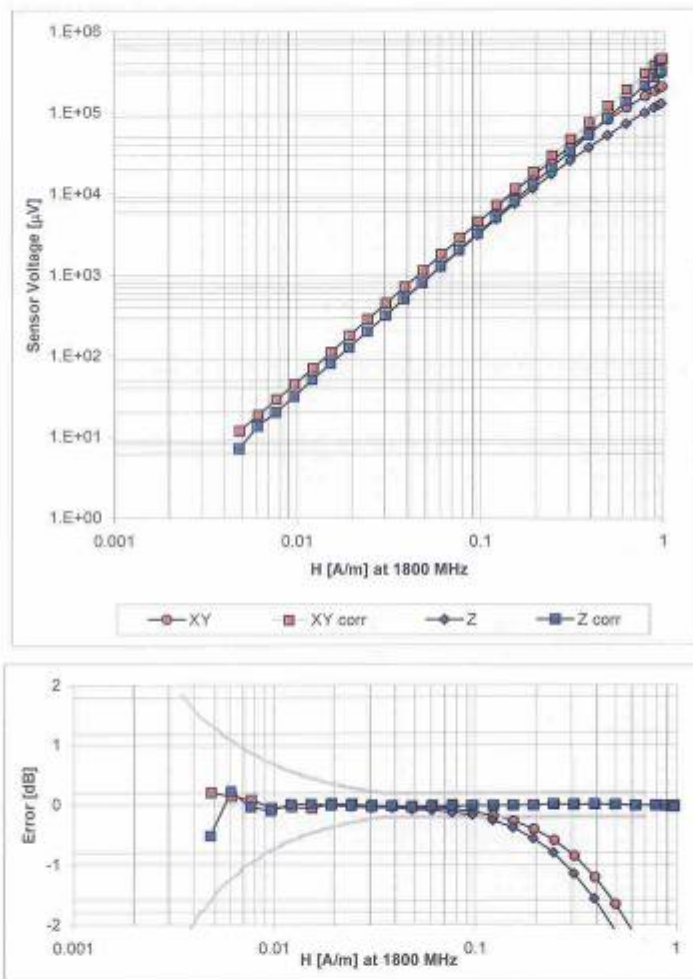 1.E+06
1.E+05
1.E+04
1.E+03
1.E+02
1.E+01
1.E+00
Sensor Voltage [µV]
0.001 0.01 0.1 1
H [A/m] at 1800 MHz
XY XY corr Z Z corr
2
1
0
-1
-2
Error [dB]
0.001 0.01 0.1 1
H [A/m] at 1800 MHz